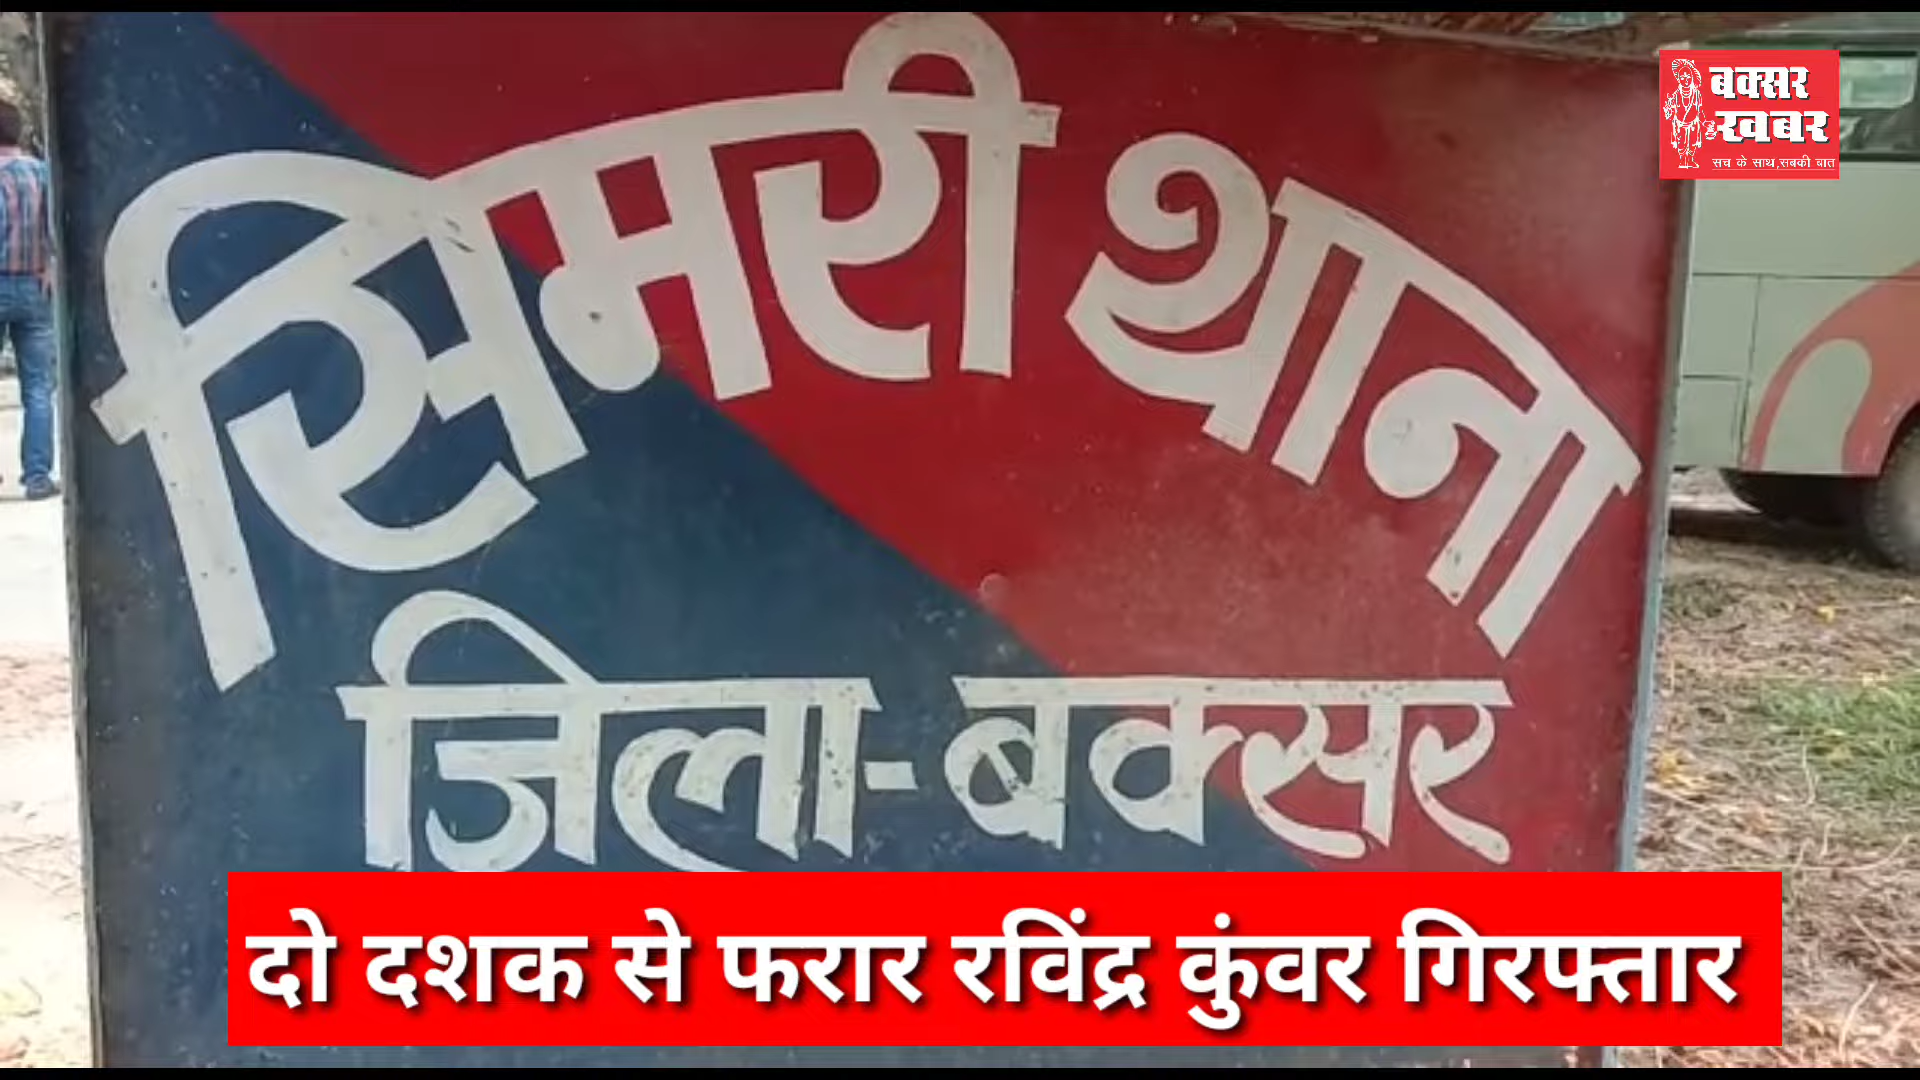 सिमरी थाना
जिला-बक्सर
बक्सर
खबर
सच के साथ,सबकी बात
दो दशक से फरार रविंद्र कुंवर गिरफ्तार